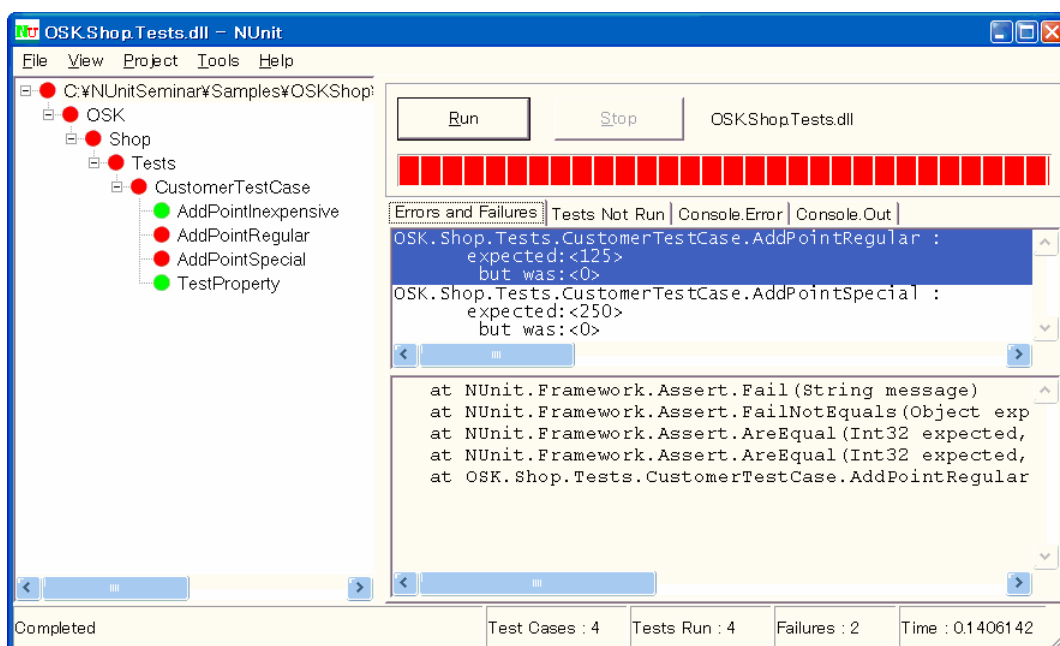 OSK.Shop.Tests.dll - NUnit
File View Project Tools Help
C:¥NUnitSeminar¥Samples¥OSKShop¥
OSK
Shop
Tests
CustomerTestCase
AddPointInexpensive
AddPointRegular
AddPointSpecial
TestProperty
Run Stop OSK.Shop.Tests.dll
Errors and Failures Tests Not Run Console.Error Console.Out
OSK.Shop.Tests.CustomerTestCase.AddPointRegular :
expected:<125>
but was:<0>
OSK.Shop.Tests.CustomerTestCase.AddPointSpecial :
expected:<250>
but was:<0>
at NUnit.Framework.Assert.Fail(String message)
at NUnit.Framework.Assert.FailNotEquals(Object exp
at NUnit.Framework.Assert.AreEqual(Int32 expected,
at NUnit.Framework.Assert.AreEqual(Int32 expected,
at OSK.Shop.Tests.CustomerTestCase.AddPointRegular
Completed Test Cases : 4 Tests Run : 4 Failures : 2 Time : 0.1406142